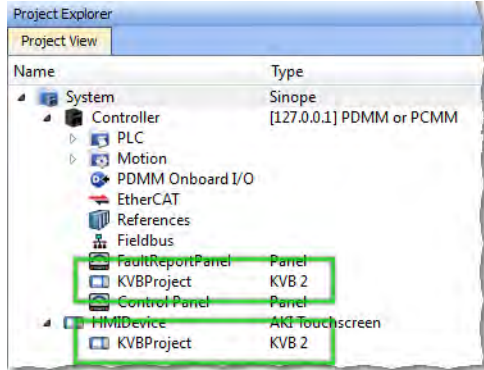 Project Explorer
Project View
Name Type
System Sinope
Controller [127.0.0.1] PDMM or PCMM
PLC
Motion
PDMM Onboard I/O
EtherCAT
References
Fieldbus
FaultReportPanel Panel
KVBProject KVB 2
Control Panel Panel
HMIDevice AKI Touchscreen
KVBProject KVB 2